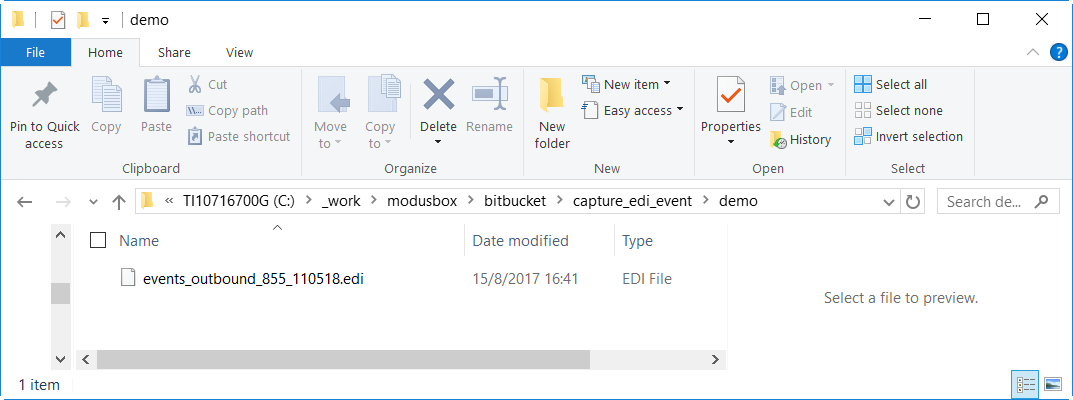 demo
File Home Share View
Pin to Quick access
Copy
Paste
Cut
Copy path
Paste shortcut
Clipboard
Move to
Copy to
Delete
Rename
Organize
New folder
New item
Easy access
New
Properties
Open
Edit
History
Open
Select all
Select none
Invert selection
Select
« TI10716700G (C:) > _work > modusbox > bitbucket > capture_edi_event > demo
Search de...
Name Date modified Type
events_outbound_855_110518.edi 15/8/2017 16:41 EDI File
Select a file to preview.
1 item